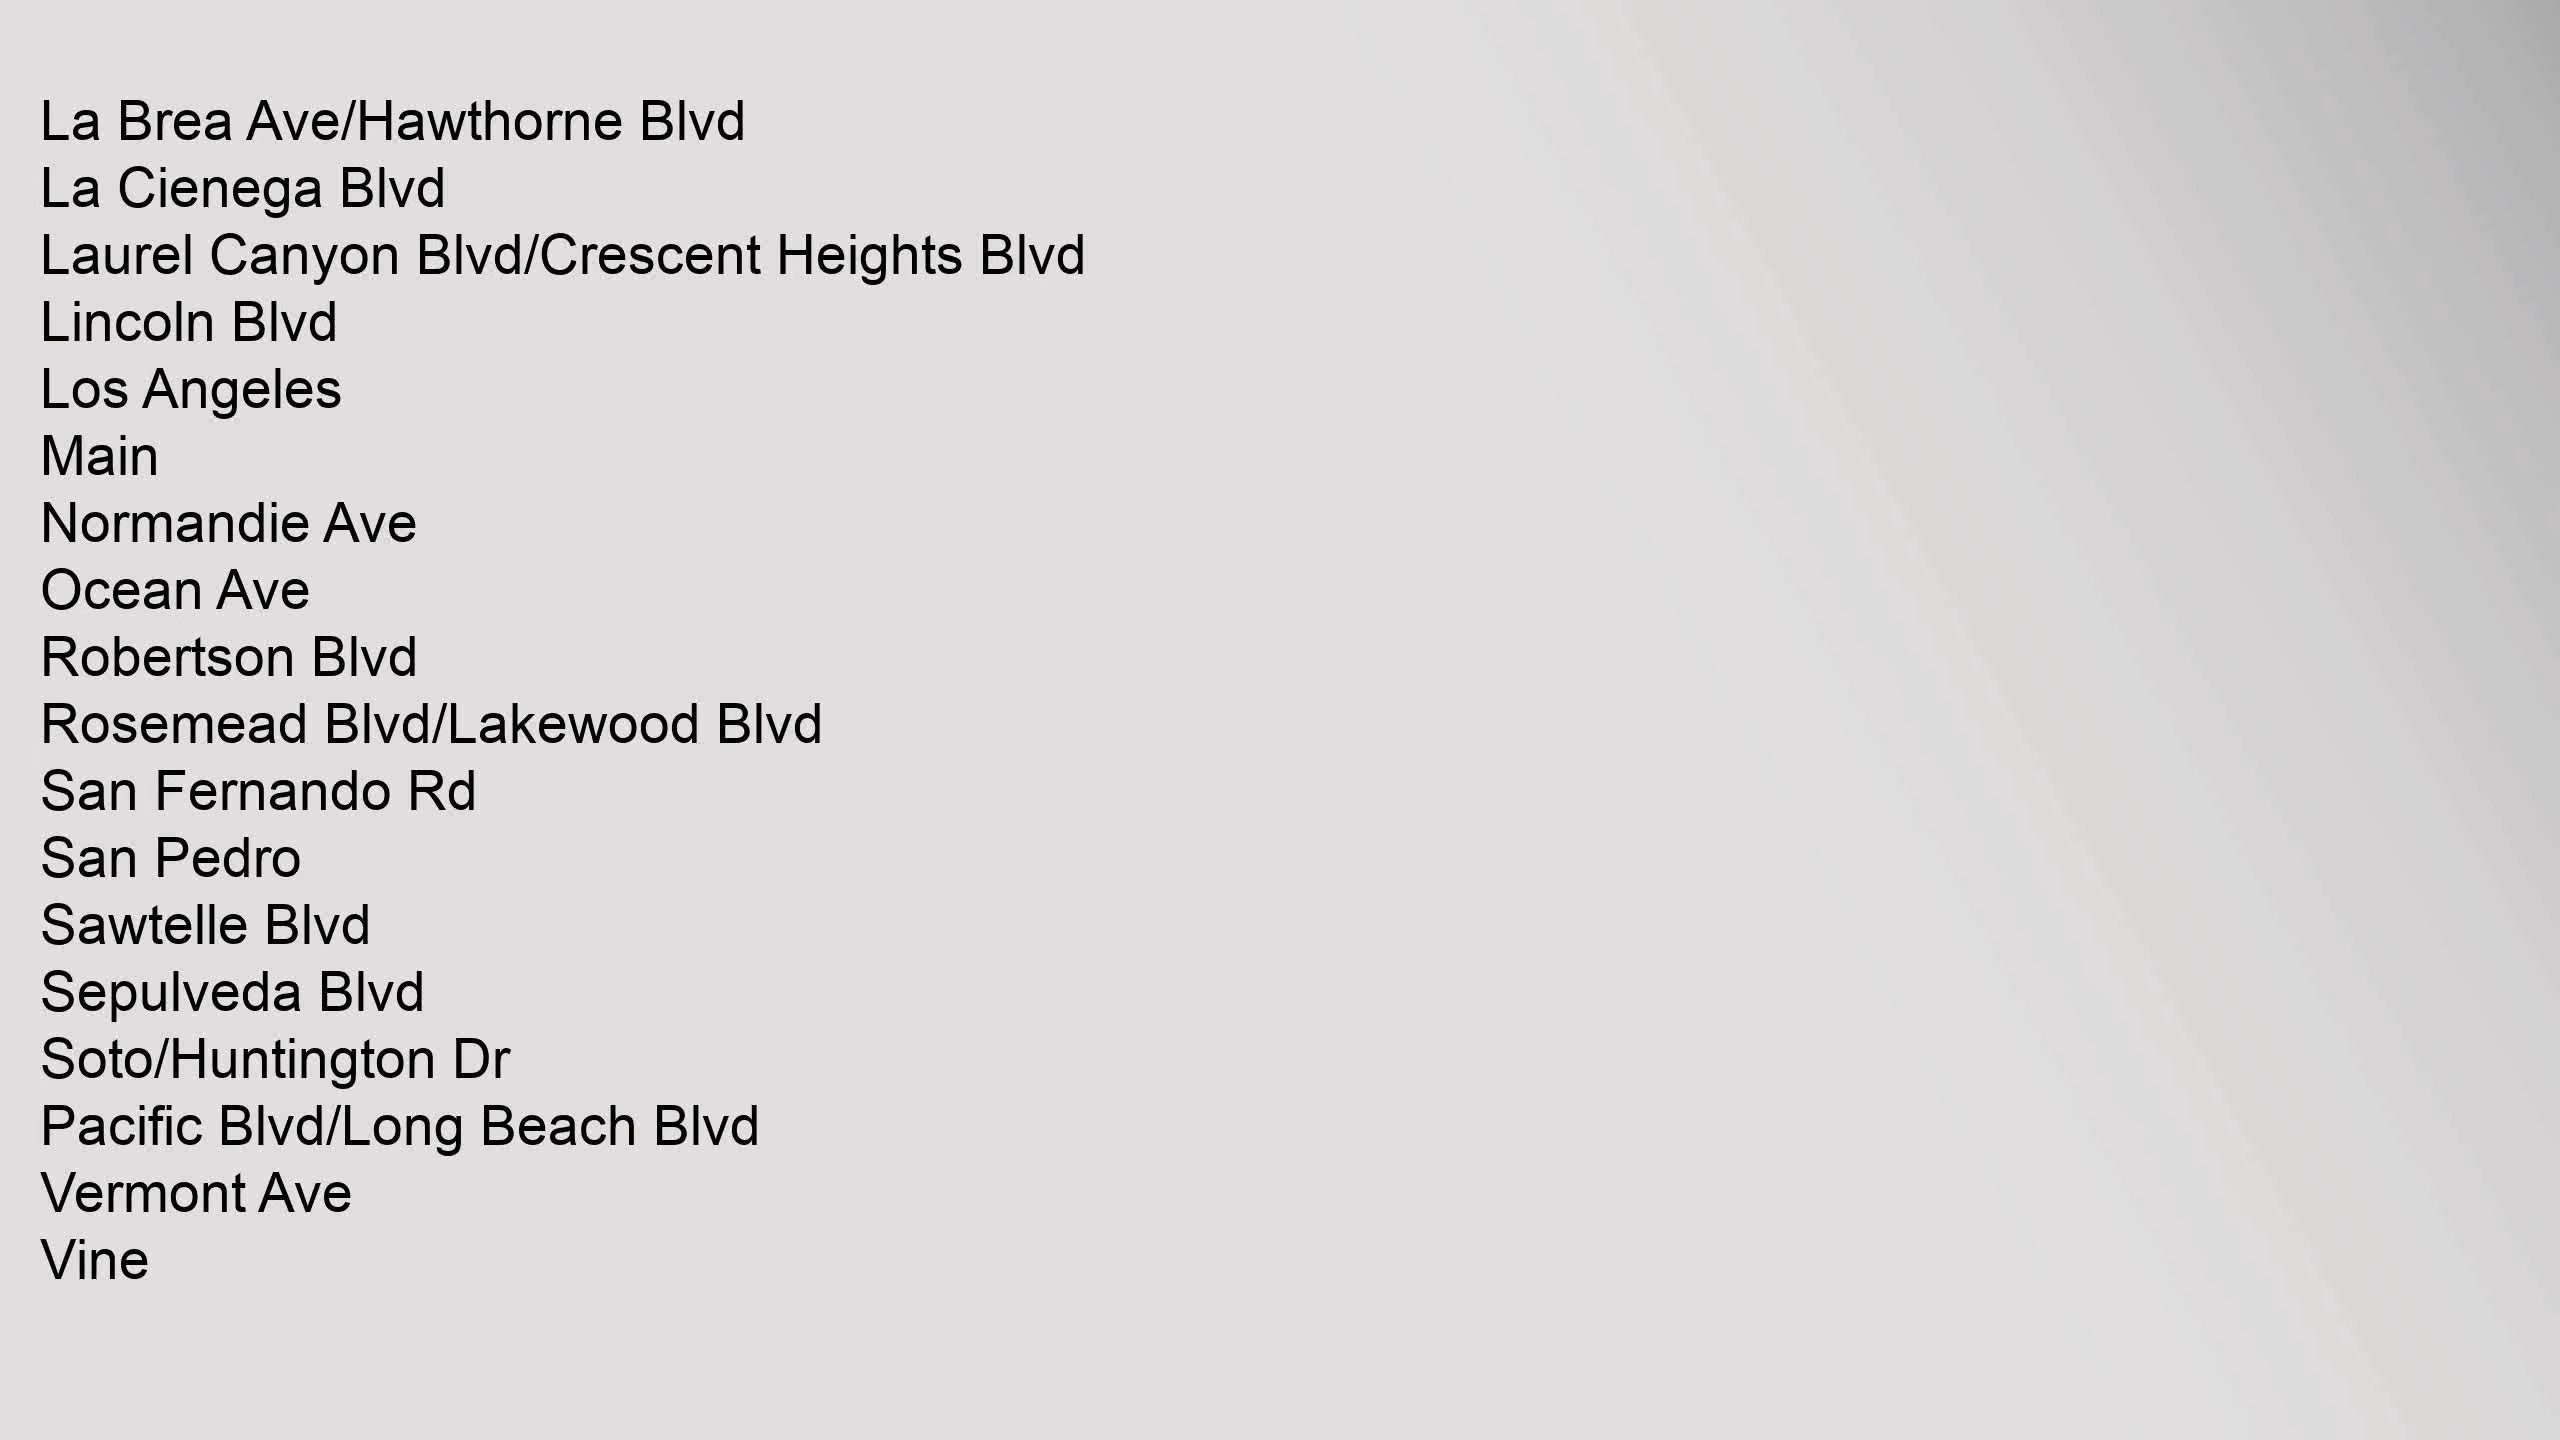 La Brea Ave/Hawthorne Blvd
La Cienega Blvd
Laurel Canyon Blvd/Crescent Heights Blvd
Lincoln Blvd
Los Angeles
Main
Normandie Ave
Ocean Ave
Robertson Blvd
Rosemead Blvd/Lakewood Blvd
San Fernando Rd
San Pedro
Sawtelle Blvd
Sepulveda Blvd
Soto/Huntington Dr
Pacific Blvd/Long Beach Blvd
Vermont Ave
Vine